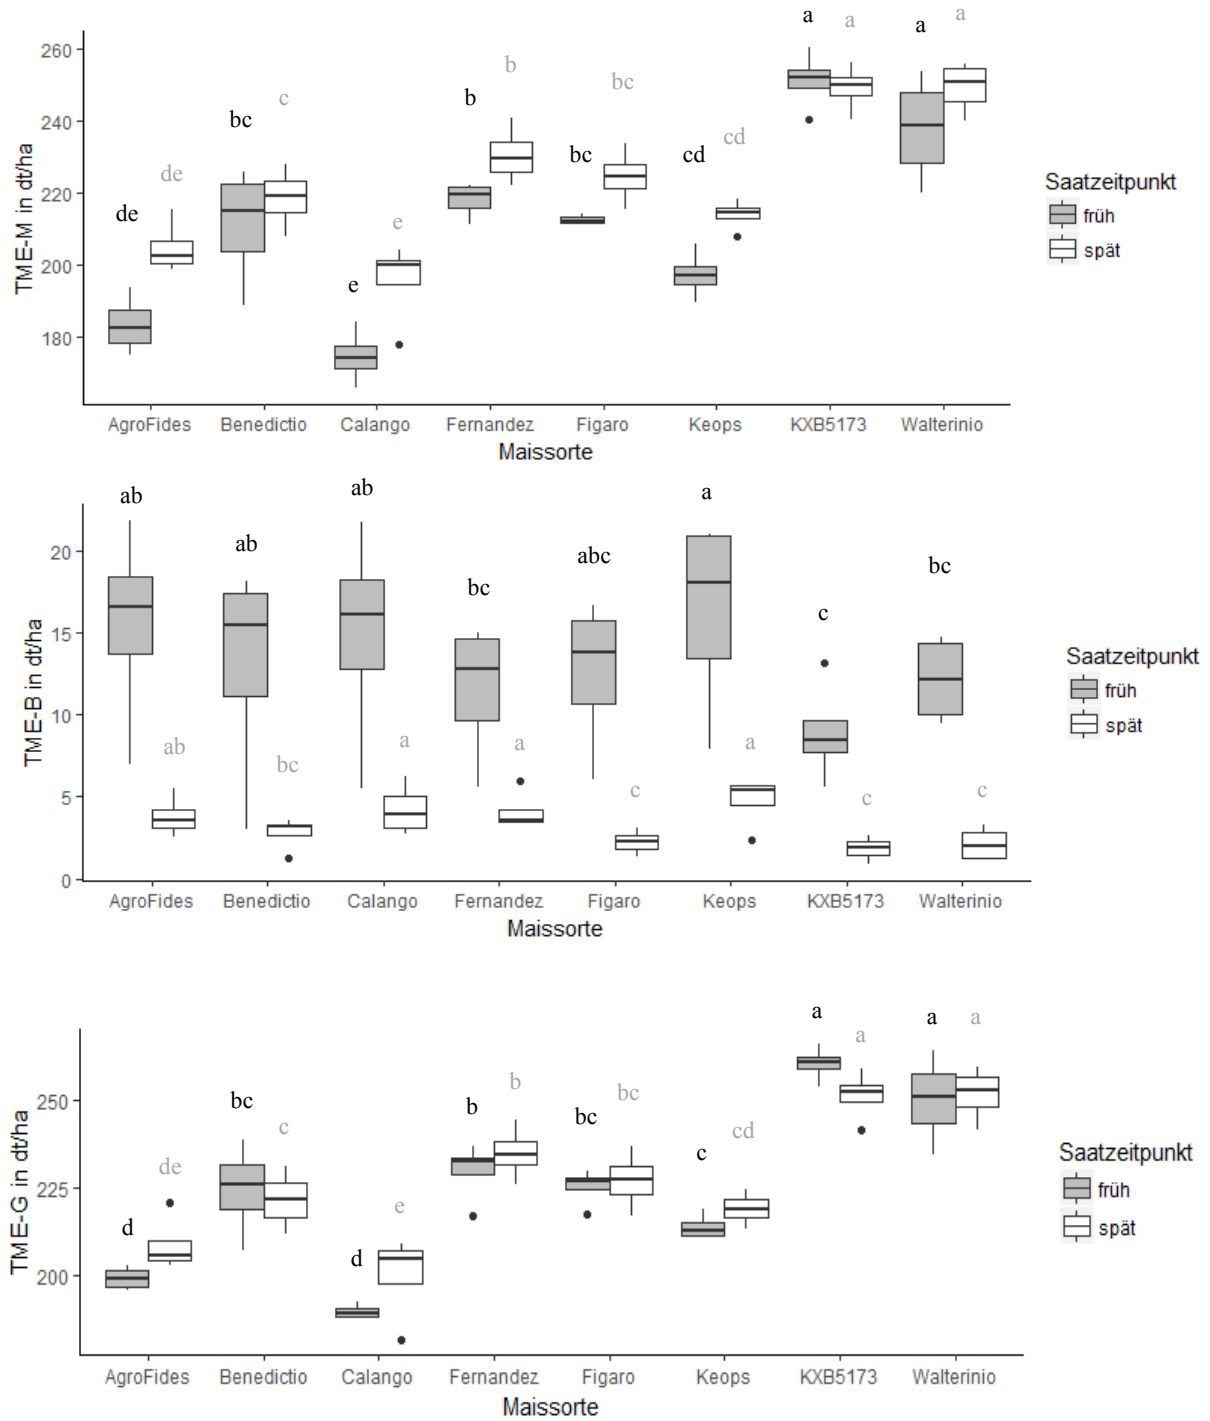 a a a a
260
b
b bc
c
bc
240
cd
bc cd
de
TME-M in dt/ha
220
de
e
Saatzeitpunkt
früh
spät
200
e
180
AgroFides Benedictio Calango Fernandez Figaro Keops KXB5173 Walterinio
Maissorte
ab ab a
ab abc
bc
bc
20
c
15
TME-B in dt/ha
Saatzeitpunkt
früh
spät
10
ab bc a a a
c c c
5
0
AgroFides Benedictio Calango Fernandez Figaro Keops KXB5173 Walterinio
Maissorte
a a a a
b
bc b bc bc
c cd
c
250
de
d
e
d
TME-G in dt/ha
225
Saatzeitpunkt
früh
spät
200
AgroFides Benedictio Calango Fernandez Figaro Keops KXB5173 Walterinio
Maissorte